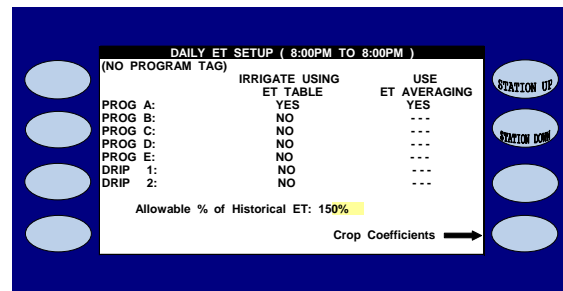 DAILY ET SETUP ( 8:00PM TO 8:00PM )
(NO PROGRAM TAG)
IRRIGATE USING USE
ET TABLE ET AVERAGING
PROG A: YES YES
PROG B: NO ---
PROG C: NO ---
PROG D: NO ---
PROG E: NO ---
DRIP 1: NO ---
DRIP 2: NO ---
Allowable % of Historical ET: 150%
Crop Coefficients
STATION UP
STATION DOWN